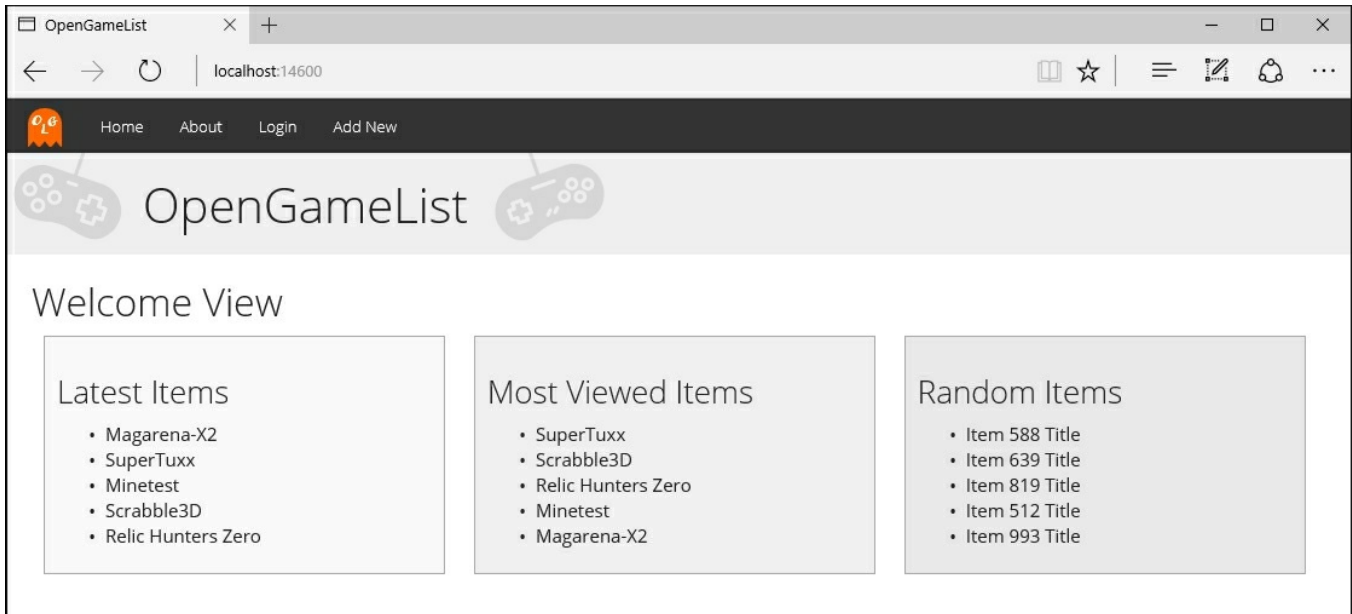 OpenGameList
localhost:14600
OLG
Home About Login Add New
OpenGameList
Welcome View
Latest Items
• Magarena-X2
• SuperTuxx
• Minetest
• Scrabble3D
• Relic Hunters Zero
Most Viewed Items
• SuperTuxx
• Scrabble3D
• Relic Hunters Zero
• Minetest
• Magarena-X2
Random Items
• Item 588 Title
• Item 639 Title
• Item 819 Title
• Item 512 Title
• Item 993 Title